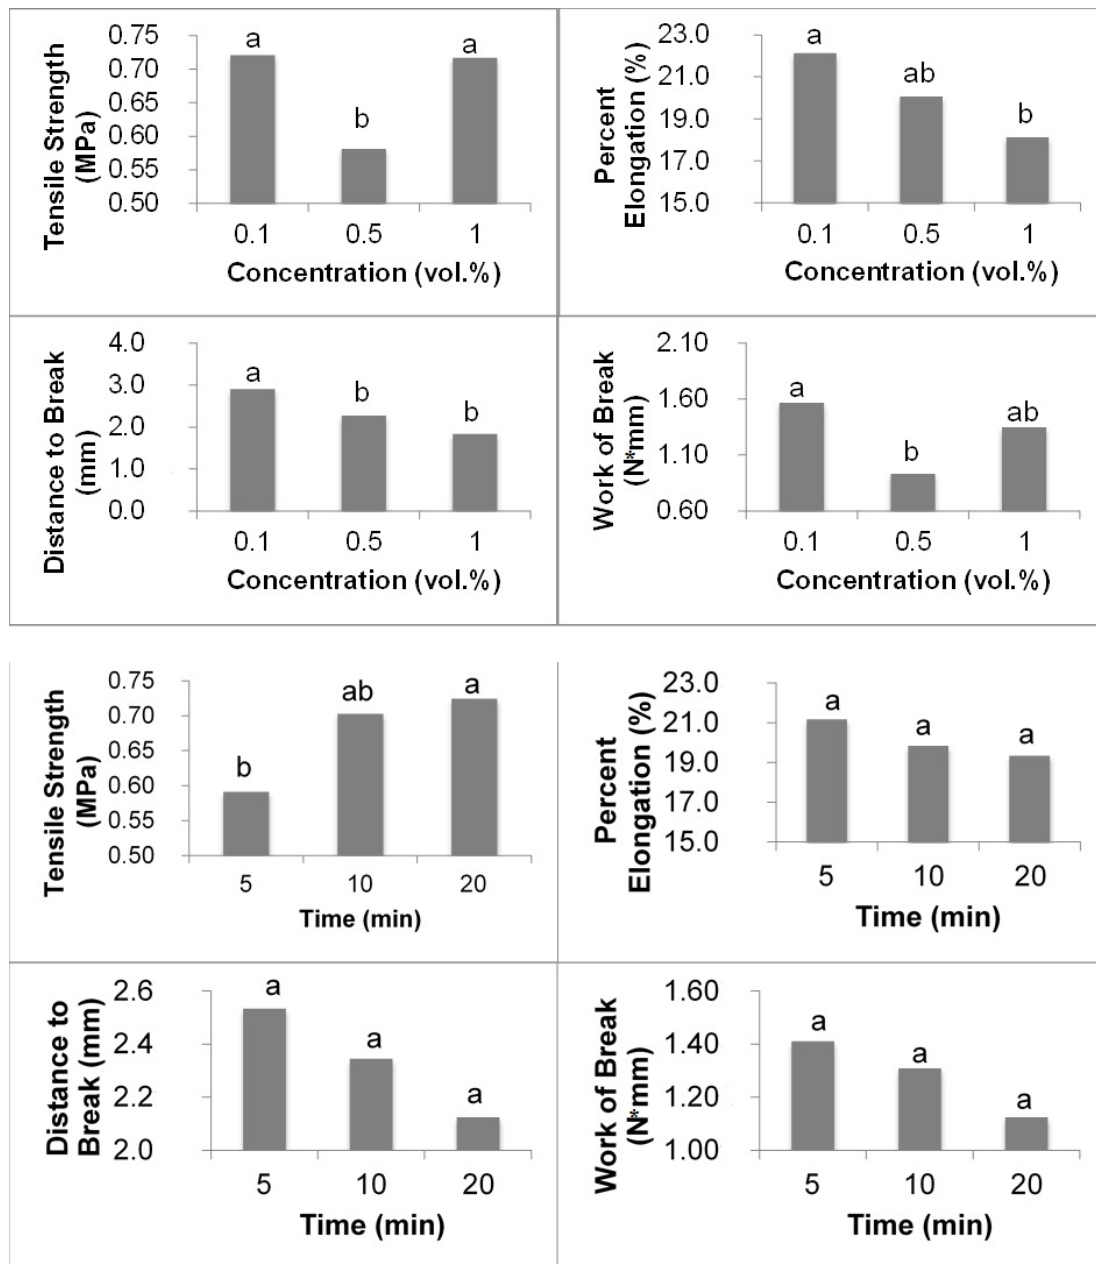 Tensile Strength
(MPa)
0.75
0.70
0.65
0.60
0.55
0.50
a
b
a
0.1 0.5 1
Concentration (vol.%)
Percent
Elongation (%)
23.0
21.0
19.0
17.0
15.0
a
ab
b
0.1 0.5 1
Concentration (vol.%)
Distance to Break
(mm)
4.0
3.0
2.0
1.0
0.0
a
b
b
0.1 0.5 1
Concentration (vol.%)
Work of Break
(N*mm)
2.10
1.60
1.10
0.60
a
b
ab
0.1 0.5 1
Concentration (vol.%)
Tensile Strength
(MPa)
0.75
0.70
0.65
0.60
0.55
0.50
b
ab
a
5 10 20
Time (min)
Percent
Elongation (%)
23.0
21.0
19.0
17.0
15.0
a
a
a
5 10 20
Time (min)
Distance to
Break (mm)
2.6
2.4
2.2
2.0
a
a
a
5 10 20
Time (min)
Work of Break
(N*mm)
1.60
1.40
1.20
1.00
a
a
a
5 10 20
Time (min)